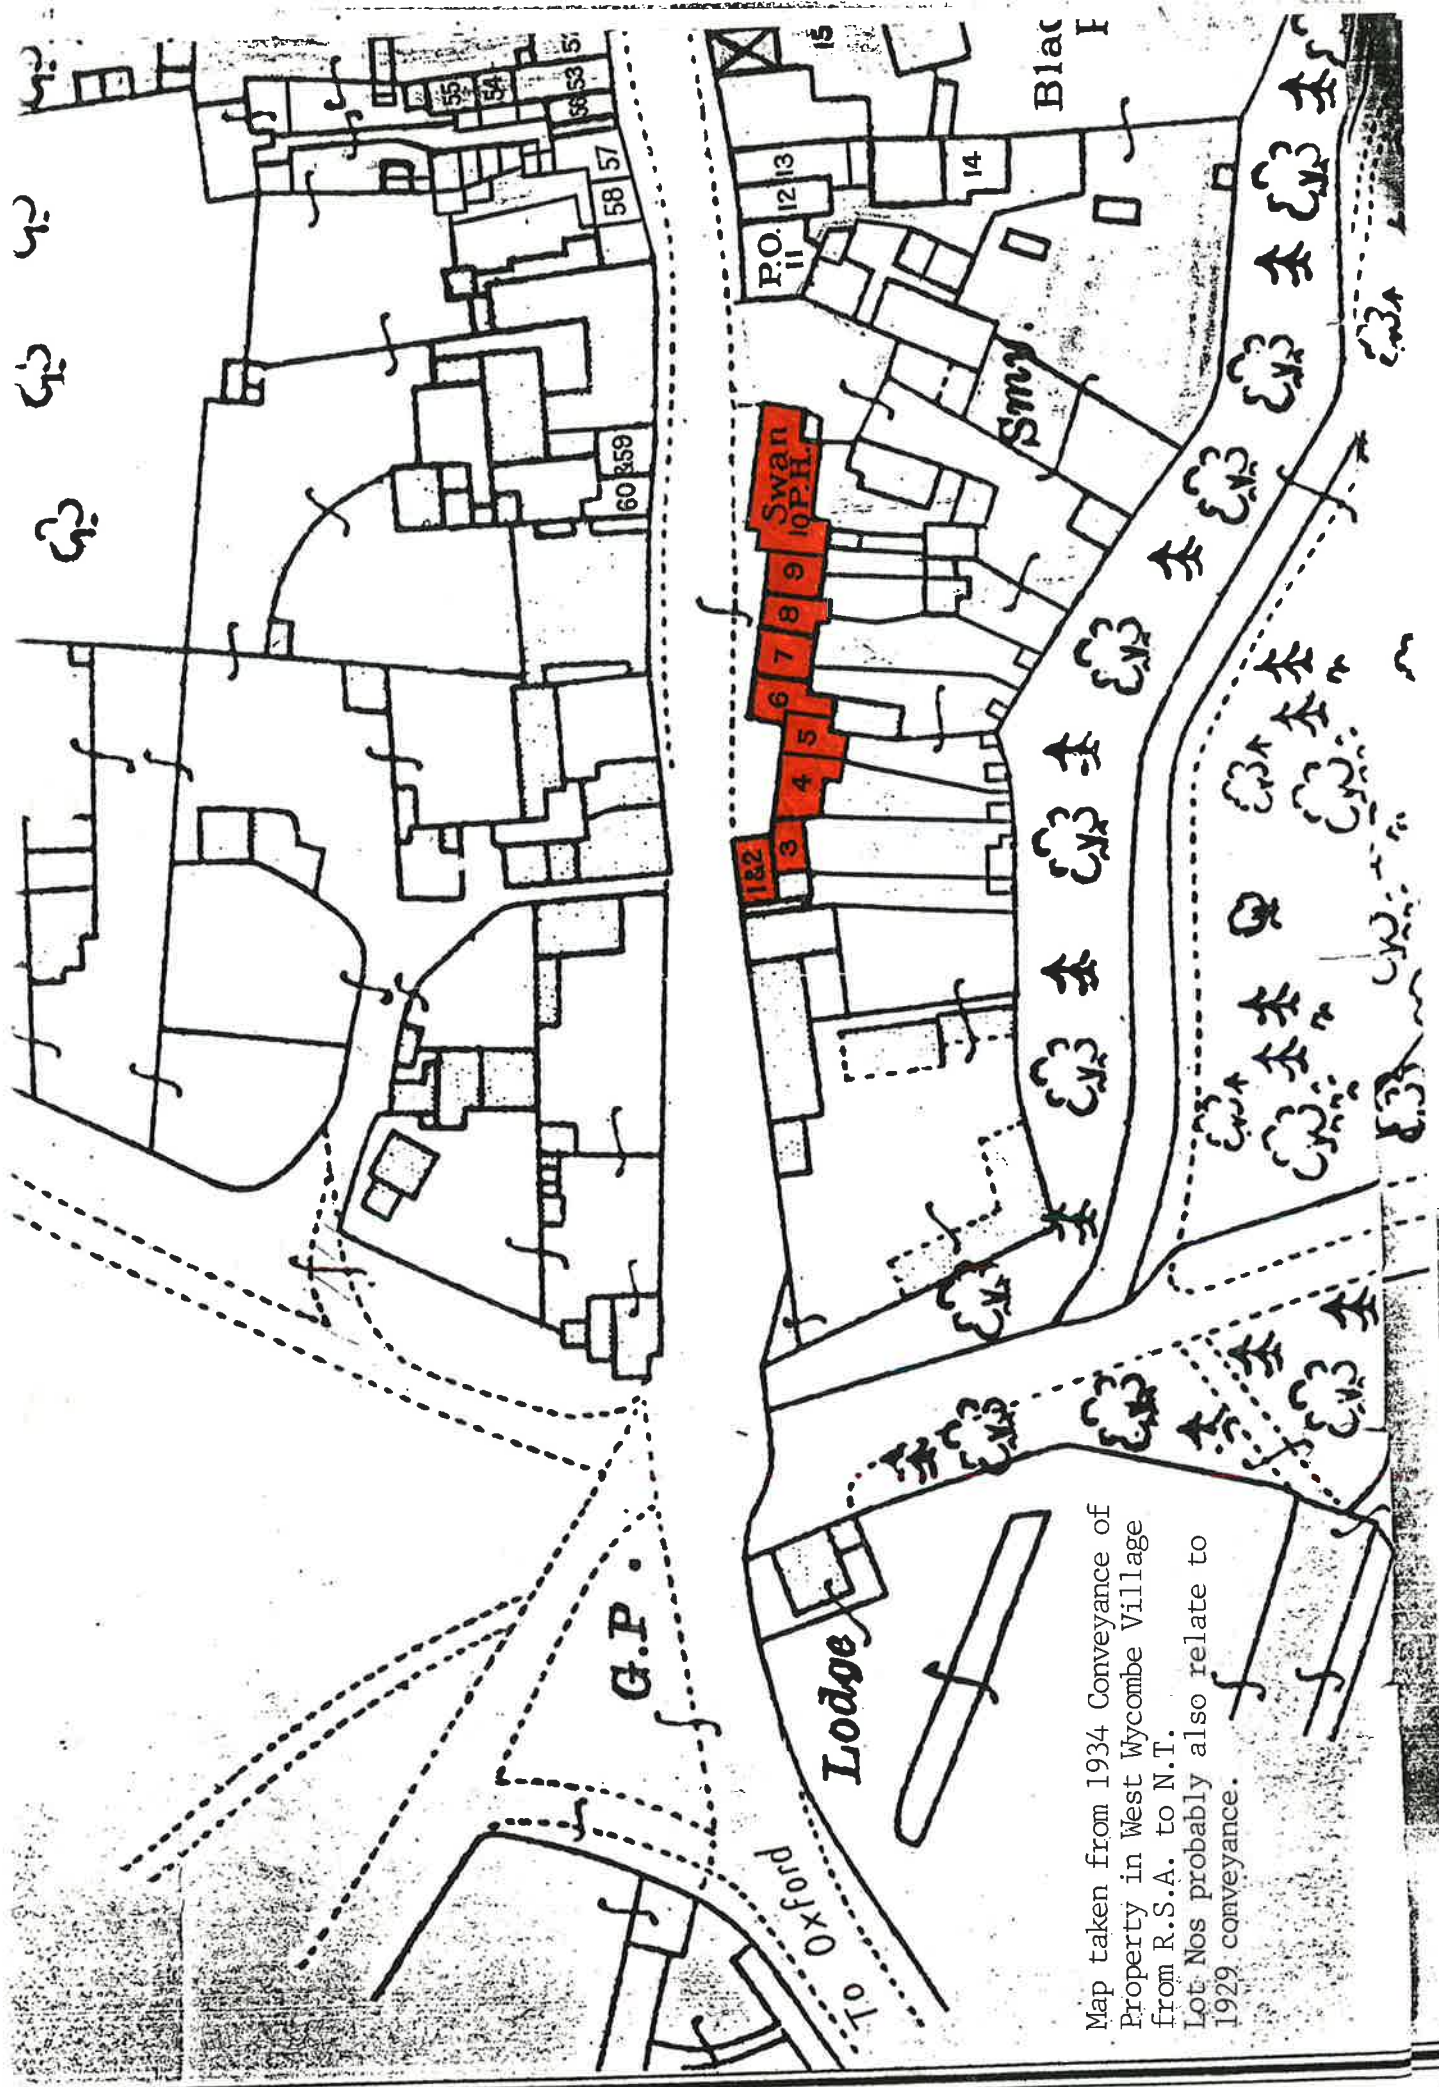 55
54
53
56
57
58
15
Blac
P.O.
11
12
13
14
&59
60
Smy.
Swan
10 P.H.
9
8
7
6
5
4
3
1&2
G.P.
Lodge
To Oxford
Map taken from 1934 Conveyance of
Property in West Wycombe Village
from R.S.A. to N.T.
Lot Nos probably also relate to
1929 conveyance.